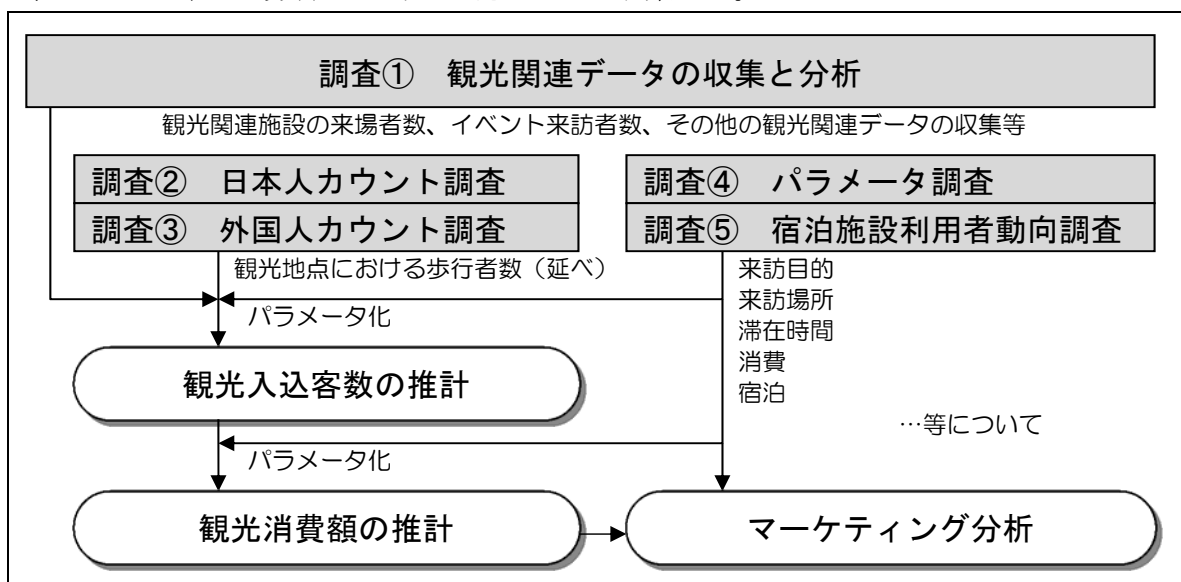 調査① 観光関連データの収集と分析
観光関連施設の来場者数、イベント来訪者数、その他の観光関連データの収集等
調査② 日本人カウント調査
調査③ 外国人カウント調査
調査④ パラメータ調査
調査⑤ 宿泊施設利用者動向調査
観光地点における歩行者数（延べ）
来訪目的
来訪場所
滞在時間
消費
宿泊
…等について
パラメータ化
観光入込客数の推計
パラメータ化
観光消費額の推計
マーケティング分析